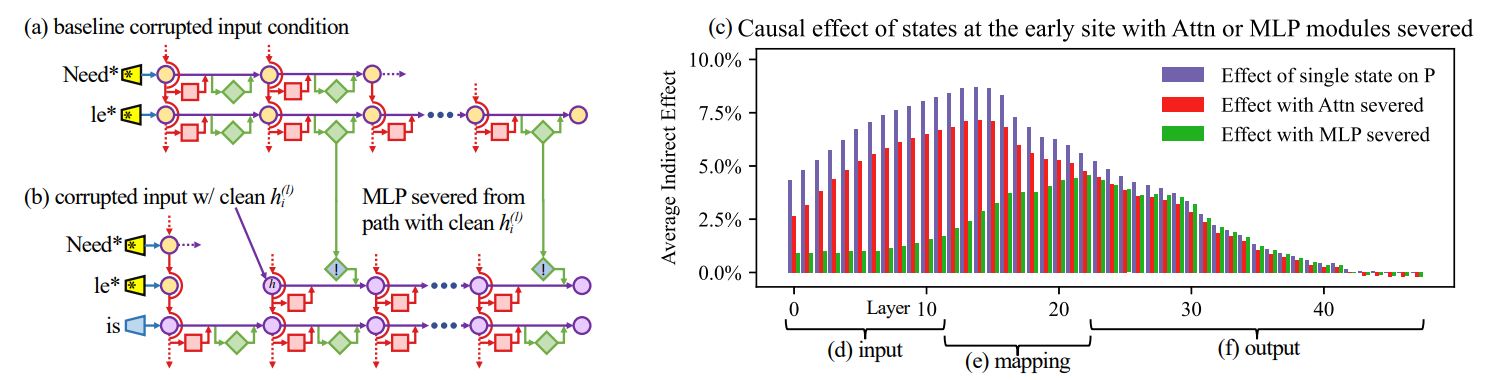 (a) baseline corrupted input condition
Need*
*
le*
*
(b) corrupted input w/ clean h_i^(l)
MLP severed from
path with clean h_i^(l)
Need*
*
!
!
le*
*
h
is
(c) Causal effect of states at the early site with Attn or MLP modules severed
Average Indirect Effect
10.0%
7.5%
5.0%
2.5%
0.0%
Effect of single state on P
Effect with Attn severed
Effect with MLP severed
0 Layer 10 20 30 40
(d) input
(e) mapping
(f) output